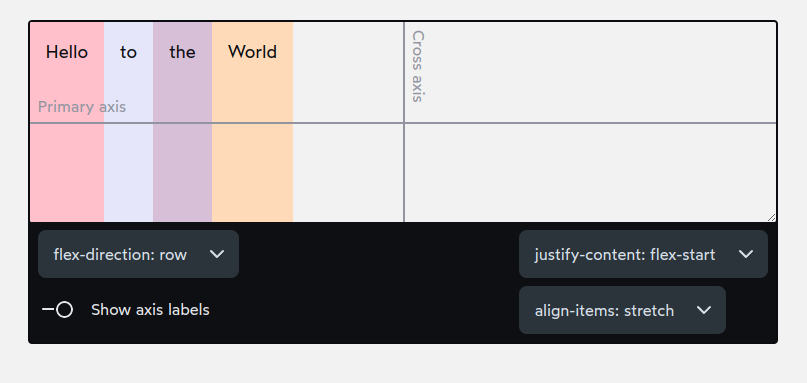 Hello to the World
Cross axis
Primary axis
flex-direction: row
justify-content: flex-start
Show axis labels
align-items: stretch